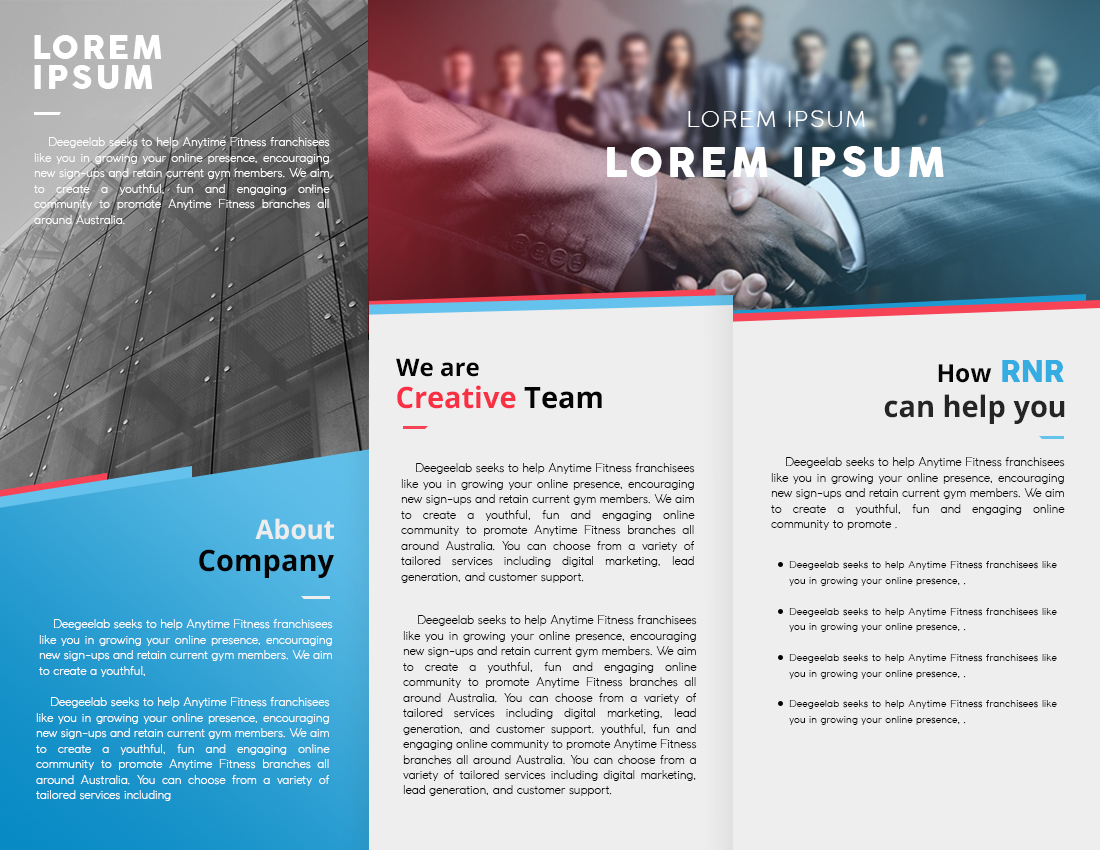 LOREM
IPSUM
Deegeelab seeks to help Anytime Fitness franchisees
like you in growing your online presence, encouraging
new sign-ups and retain current gym members. We aim
to create a youthful, fun and engaging online
community to promote Anytime Fitness branches all
around Australia.
About
Company
Deegeelab seeks to help Anytime Fitness franchisees
like you in growing your online presence, encouraging
new sign-ups and retain current gym members. We aim
to create a youthful,
Deegeelab seeks to help Anytime Fitness franchisees
like you in growing your online presence, encouraging
new sign-ups and retain current gym members. We aim
to create a youthful, fun and engaging online
community to promote Anytime Fitness branches all
around Australia. You can choose from a variety of
tailored services including
LOREM IPSUM
LOREM IPSUM
We are
Creative Team
Deegeelab seeks to help Anytime Fitness franchisees
like you in growing your online presence, encouraging
new sign-ups and retain current gym members. We aim
to create a youthful, fun and engaging online
community to promote Anytime Fitness branches all
around Australia. You can choose from a variety of
tailored services including digital marketing, lead
generation, and customer support.
Deegeelab seeks to help Anytime Fitness franchisees
like you in growing your online presence, encouraging
new sign-ups and retain current gym members. We aim
to create a youthful, fun and engaging online
community to promote Anytime Fitness branches all
around Australia. You can choose from a variety of
tailored services including digital marketing, lead
generation, and customer support. youthful, fun and
engaging online community to promote Anytime Fitness
branches all around Australia. You can choose from a
variety of tailored services including digital marketing,
lead generation, and customer support.
How RNR
can help you
Deegeelab seeks to help Anytime Fitness franchisees
like you in growing your online presence, encouraging
new sign-ups and retain current gym members. We aim
to create a youthful, fun and engaging online
community to promote .
• Deegeelab seeks to help Anytime Fitness franchisees like
you in growing your online presence, .
• Deegeelab seeks to help Anytime Fitness franchisees like
you in growing your online presence, .
• Deegeelab seeks to help Anytime Fitness franchisees like
you in growing your online presence, .
• Deegeelab seeks to help Anytime Fitness franchisees like
you in growing your online presence, .